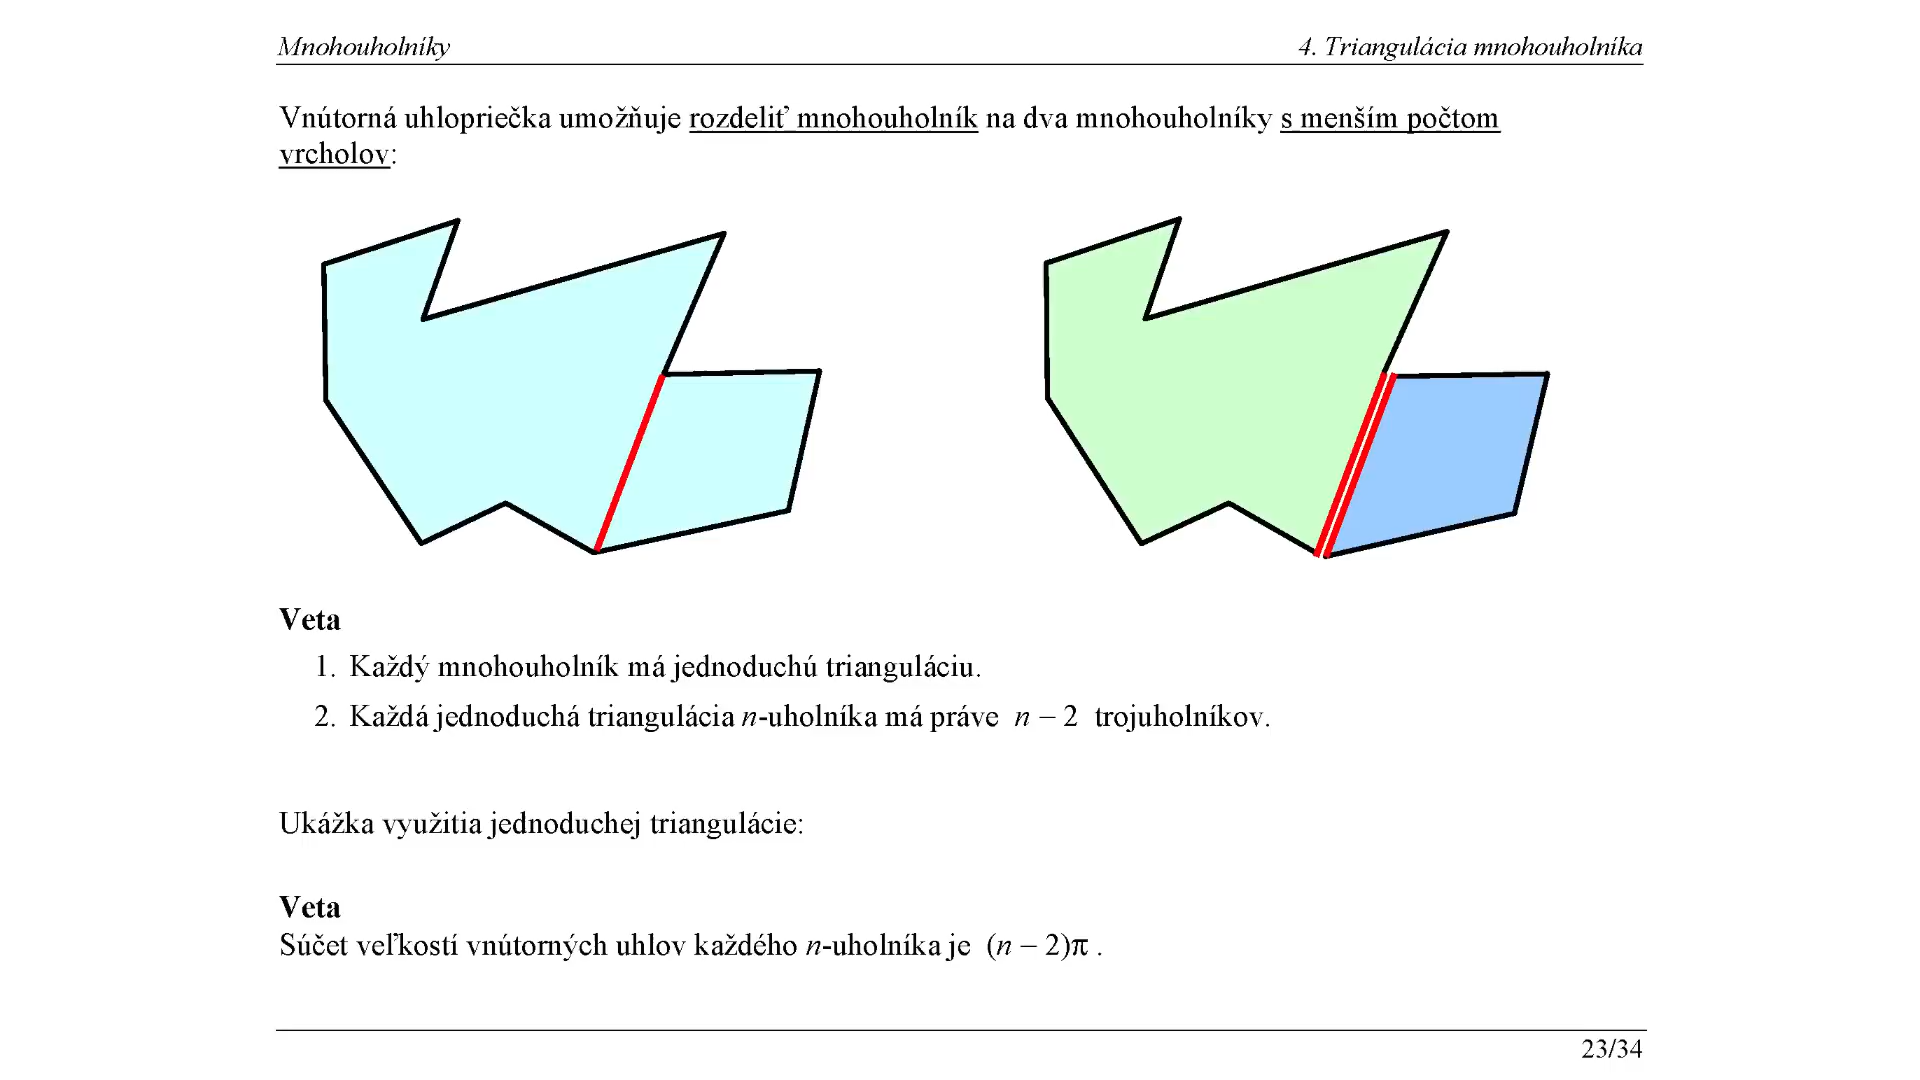 Mnohouholníky 4. Triangulácia mnohouholníka
Vnútorná uhlopriečka umožňuje rozdeliť mnohouholník na dva mnohouholníky s menším počtom
vrcholov:
Veta
1. Každý mnohouholník má jednoduchú trianguláciu.
2. Každá jednoduchá triangulácia n-uholníka má práve n − 2 trojuholníkov.
Ukážka využitia jednoduchej triangulácie:
Veta
Súčet veľkostí vnútorných uhlov každého n-uholníka je (n − 2)π .
23/34